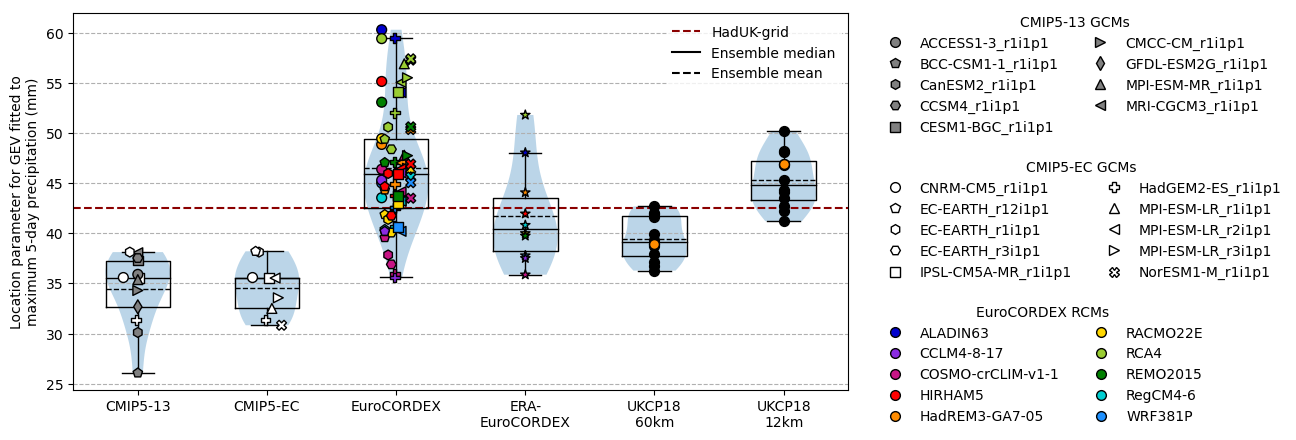 Location parameter for GEV fitted to
maximum 5-day precipitation (mm)
60
55
50
45
40
35
30
25
HadUK-grid
Ensemble median
Ensemble mean
CMIP5-13
CMIP5-EC
EuroCORDEX
ERA-
EuroCORDEX
UKCP18
60km
UKCP18
12km
CMIP5-13 GCMs
ACCESS1-3_r1i1p1
BCC-CSM1-1_r1i1p1
CanESM2_r1i1p1
CCSM4_r1i1p1
CESM1-BGC_r1i1p1
CMCC-CM_r1i1p1
GFDL-ESM2G_r1i1p1
MPI-ESM-MR_r1i1p1
MRI-CGCM3_r1i1p1
CMIP5-EC GCMs
CNRM-CM5_r1i1p1
EC-EARTH_r12i1p1
EC-EARTH_r1i1p1
EC-EARTH_r3i1p1
IPSL-CM5A-MR_r1i1p1
HadGEM2-ES_r1i1p1
MPI-ESM-LR_r1i1p1
MPI-ESM-LR_r2i1p1
MPI-ESM-LR_r3i1p1
NorESM1-M_r1i1p1
EuroCORDEX RCMs
ALADIN63
CCLM4-8-17
COSMO-crCLIM-v1-1
HIRHAM5
HadREM3-GA7-05
RACMO22E
RCA4
REMO2015
RegCM4-6
WRF381P